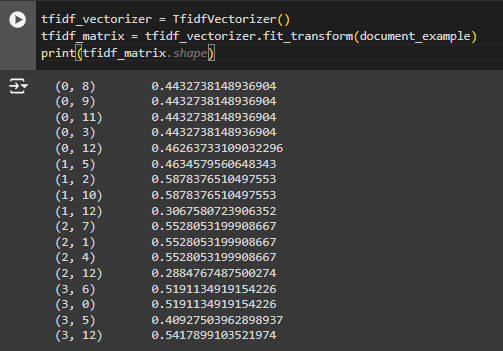 tfidf_vectorizer = TfidfVectorizer()
tfidf_matrix = tfidf_vectorizer.fit_transform(document_example)
print(tfidf_matrix.shape)
(0, 8) 0.4432738148936904
(0, 9) 0.4432738148936904
(0, 11) 0.4432738148936904
(0, 3) 0.4432738148936904
(0, 12) 0.46263733109032296
(1, 5) 0.4634579560648343
(1, 2) 0.5878376510497553
(1, 10) 0.5878376510497553
(1, 12) 0.3067580723906352
(2, 7) 0.5528053199908667
(2, 1) 0.5528053199908667
(2, 4) 0.5528053199908667
(2, 12) 0.2884767487500274
(3, 6) 0.5191134919154226
(3, 0) 0.5191134919154226
(3, 5) 0.40927503962898937
(3, 12) 0.5417899103521974